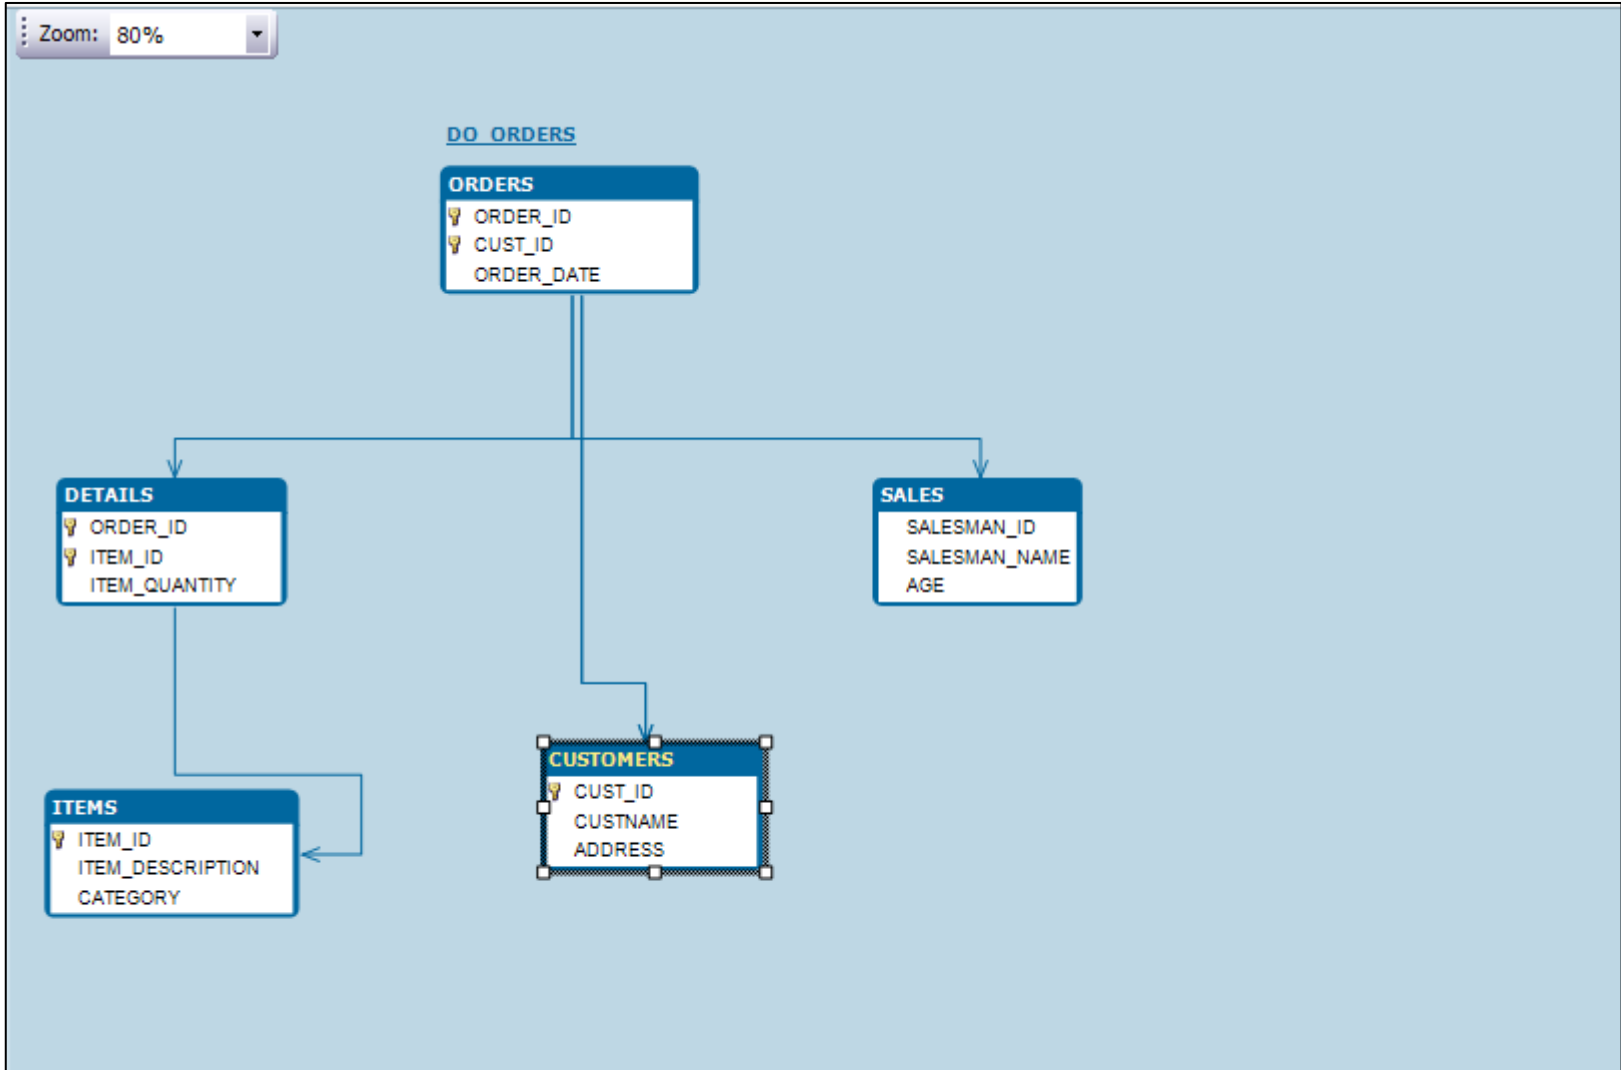 Zoom: 80%
DO_ORDERS
ORDERS
ORDER_ID
CUST_ID
ORDER_DATE
DETAILS
ORDER_ID
ITEM_ID
ITEM_QUANTITY
SALES
SALESMAN_ID
SALESMAN_NAME
AGE
ITEMS
ITEM_ID
ITEM_DESCRIPTION
CATEGORY
CUSTOMERS
CUST_ID
CUSTNAME
ADDRESS